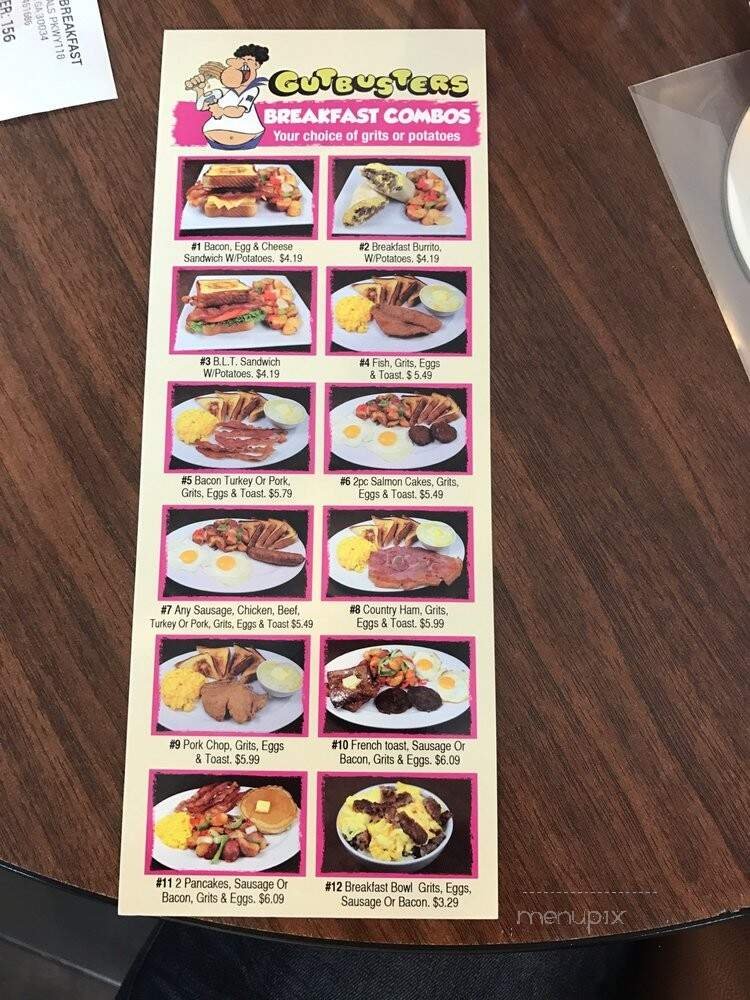 BREAKFAST
ALS PKWY118
GA 30034
ER: 156
GUTBUSTERS
BREAKFAST COMBOS
Your choice of grits or potatoes
#1 Bacon, Egg & Cheese
Sandwich W/Potatoes. $4.19
#2 Breakfast Burrito,
W/Potatoes. $4.19
#3 B.L.T. Sandwich
W/Potatoes. $4.19
#4 Fish, Grits, Eggs
& Toast. $ 5.49
#5 Bacon Turkey Or Pork,
Grits, Eggs & Toast. $5.79
#6 2pc Salmon Cakes, Grits,
Eggs & Toast. $5.49
#7 Any Sausage, Chicken, Beef,
Turkey Or Pork, Grits, Eggs & Toast $5.49
#8 Country Ham, Grits,
Eggs & Toast. $5.99
#9 Pork Chop, Grits, Eggs
& Toast. $5.99
#10 French toast, Sausage Or
Bacon, Grits & Eggs. $6.09
#11 2 Pancakes, Sausage Or
Bacon, Grits & Eggs. $6.09
#12 Breakfast Bowl Grits, Eggs,
Sausage Or Bacon. $3.29
menupix